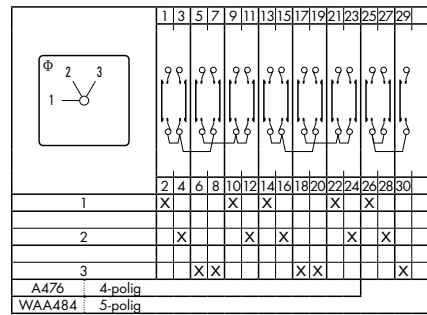 1 3 5 7 9 11 13 15 17 19 21 23 25 27 29
Φ 2 3
1
2 4 6 8 10 12 14 16 18 20 22 24 26 28 30
1 X X X X X
2 X X X X X
3 X X X X X
A476 4-polig
WAA484 5-polig